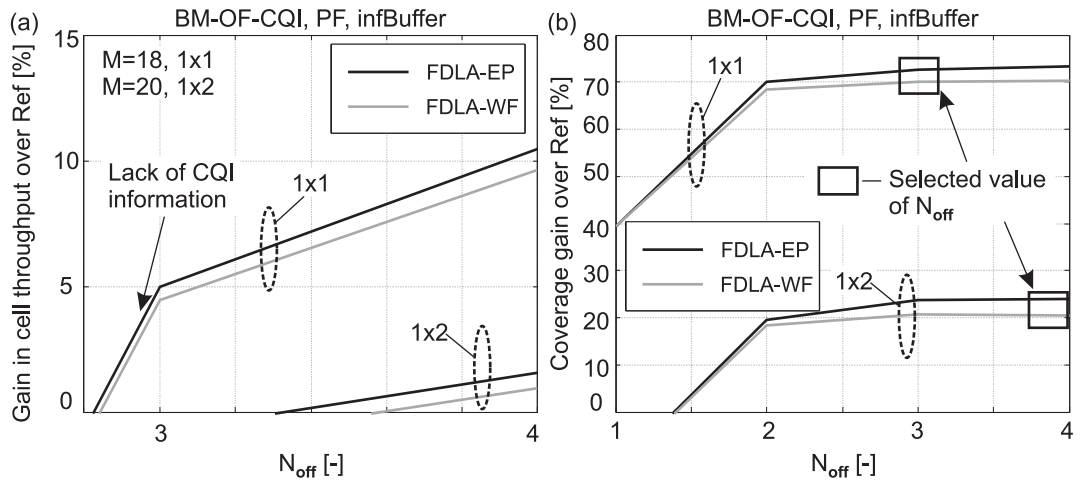 (a)
BM-OF-CQI, PF, infBuffer
Gain in cell throughput over Ref [%]
15
10
5
0
M=18, 1x1
M=20, 1x2
FDLA-EP
FDLA-WF
Lack of CQI
information
1x1
1x2
3
4
N_off [-]
(b)
BM-OF-CQI, PF, infBuffer
Coverage gain over Ref [%]
80
70
60
50
40
30
20
10
0
1x1
Selected value
of N_off
FDLA-EP
FDLA-WF
1x2
1
2
3
4
N_off [-]